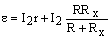 ε = I₂r + I₂ RRₓ / (R + Rₓ)